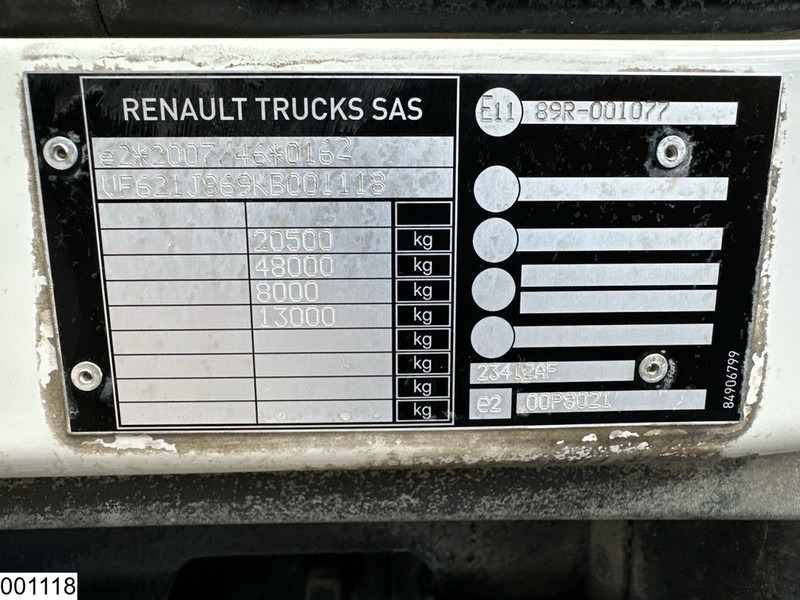 RENAULT TRUCKS SAS
e2*2007/46*0162
VF621J869KB001118
20500 kg
48000 kg
8000 kg
13000 kg
kg
kg
kg
kg
E11 89R-001077
23412AF
e2 00P8021
84906799
001118